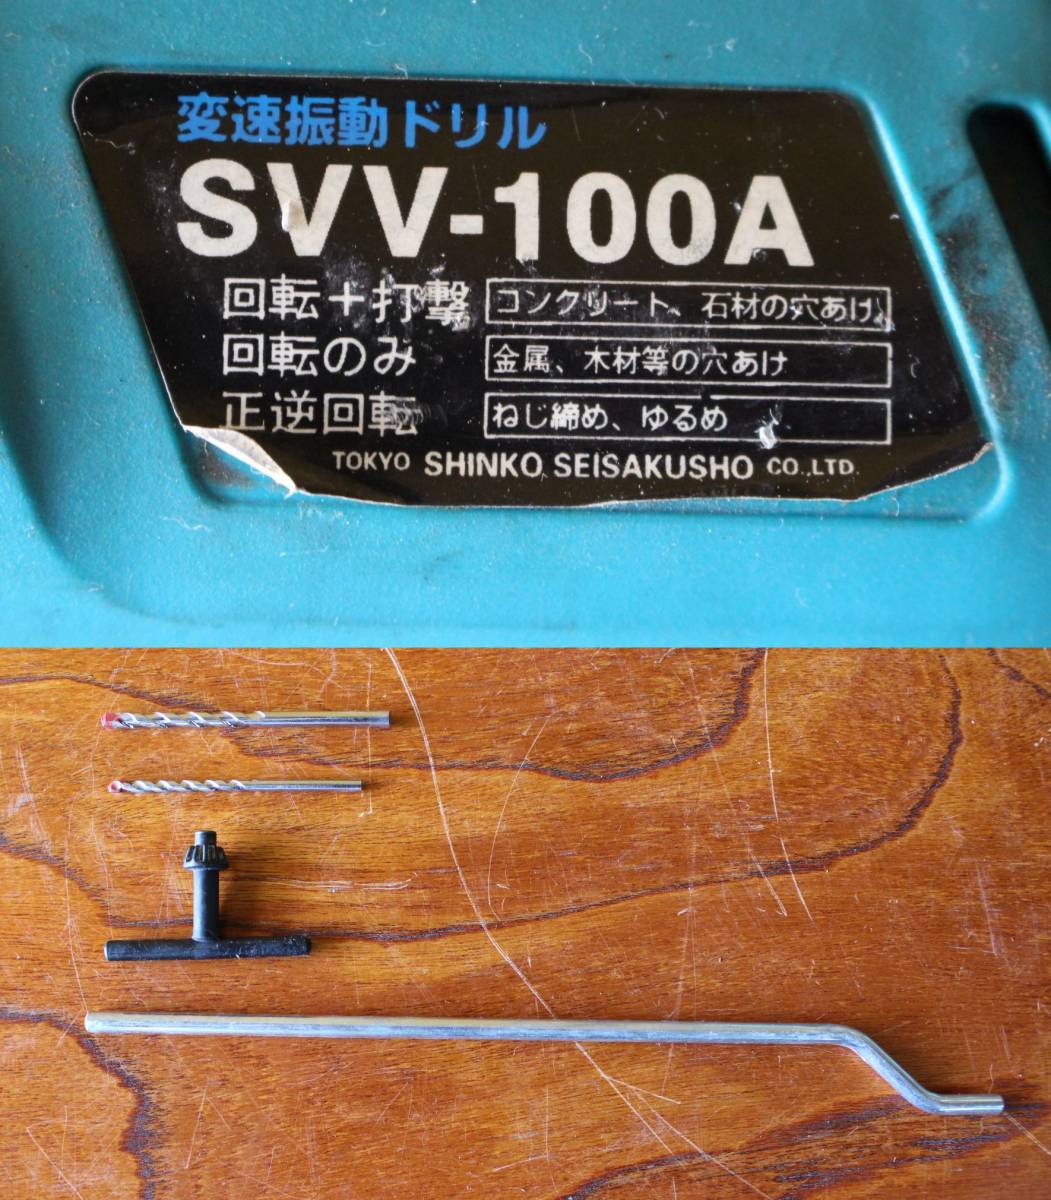 変速振動ドリル
SVV-100A
回転＋打撃 コンクリート、石材の穴あけ
回転のみ 金属、木材等の穴あけ
正逆回転 ねじ締め、ゆるめ
TOKYO SHINKO SEISAKUSHO CO.,LTD.